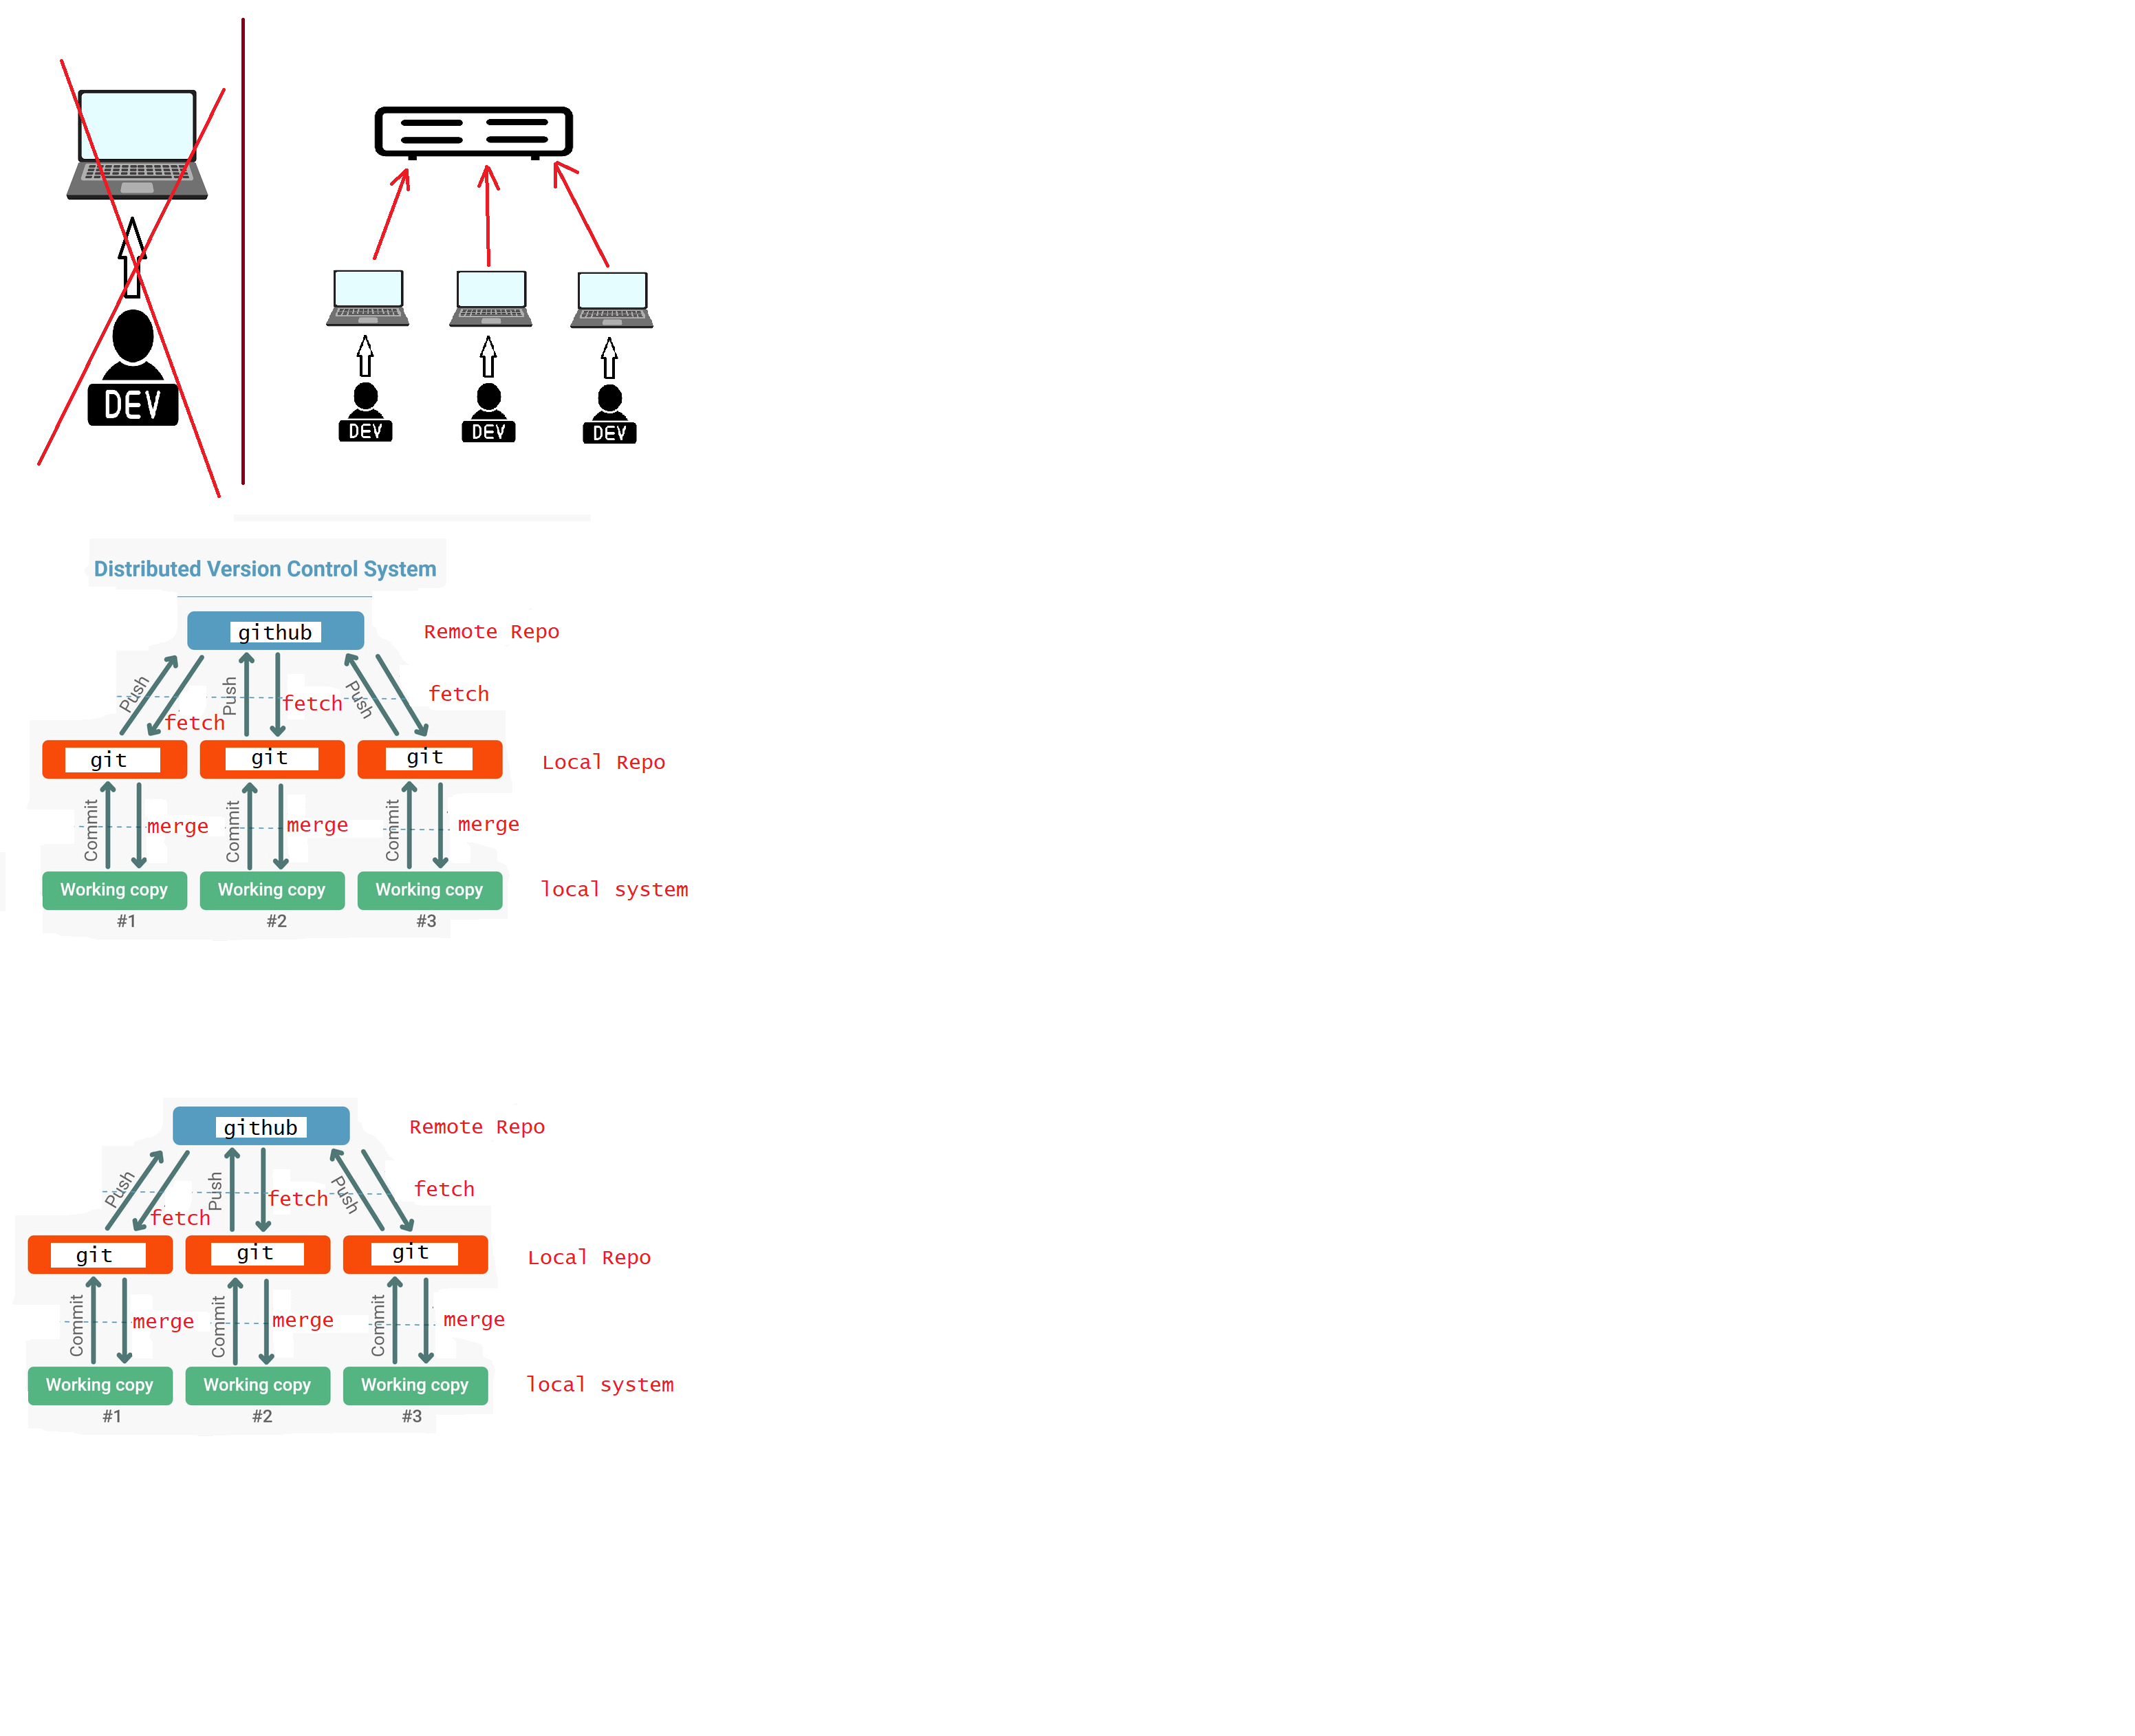 DEV
DEV DEV DEV
Distributed Version Control System
github Remote Repo
Push fetch Push fetch Push fetch
git git git Local Repo
Commit merge Commit merge Commit merge
Working copy Working copy Working copy local system
#1 #2 #3
github Remote Repo
Push fetch Push fetch Push fetch
git git git Local Repo
Commit merge Commit merge Commit merge
Working copy Working copy Working copy local system
#1 #2 #3